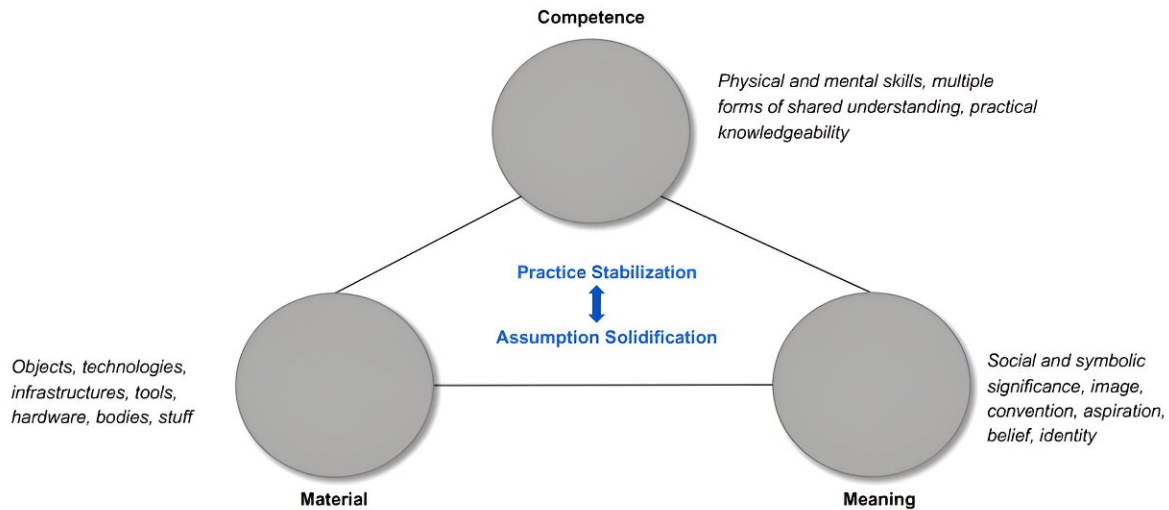 Competence
Physical and mental skills, multiple
forms of shared understanding, practical
knowledgeability
Practice Stabilization
Assumption Solidification
Objects, technologies,
infrastructures, tools,
hardware, bodies, stuff
Social and symbolic
significance, image,
convention, aspiration,
belief, identity
Material
Meaning